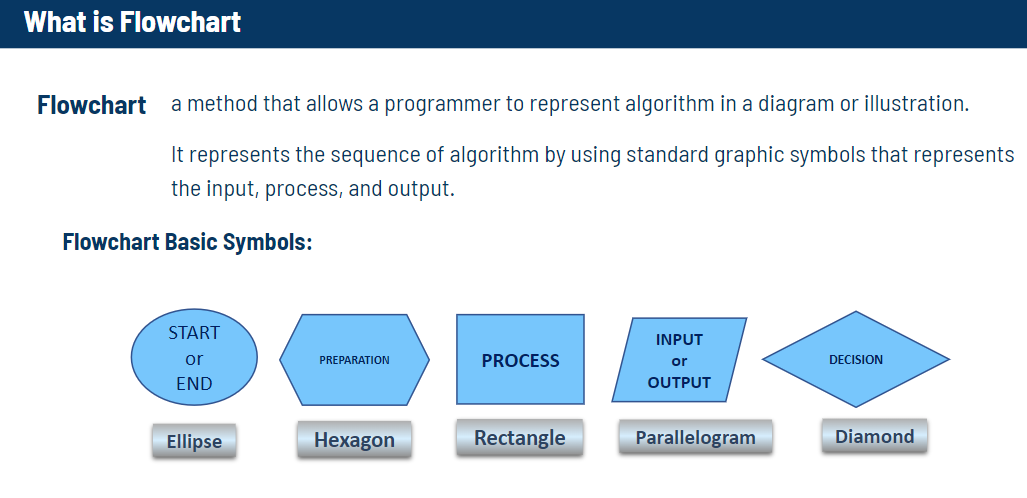 What is Flowchart
Flowchart a method that allows a programmer to represent algorithm in a diagram or illustration.
It represents the sequence of algorithm by using standard graphic symbols that represents
the input, process, and output.
Flowchart Basic Symbols:
START
or
END
PREPARATION
PROCESS
INPUT
or
OUTPUT
DECISION
Ellipse
Hexagon
Rectangle
Parallelogram
Diamond